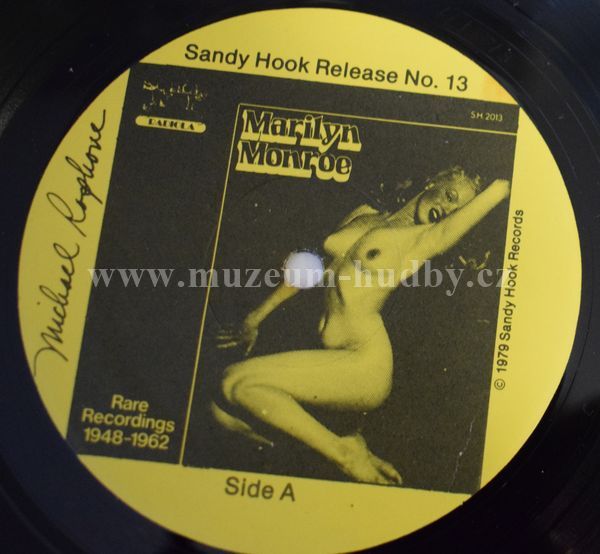 Sandy Hook Release No. 13
RADIOLA
S.H. 2013
Marilyn
Monroe
Michael
www.muzeum-hudby.cz
© 1979 Sandy Hook Records
Rare
Recordings
1948-1962
Side A